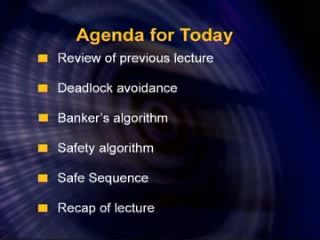 Agenda for Today
Review of previous lecture
Deadlock avoidance
Banker's algorithm
Safety algorithm
Safe Sequence
Recap of lecture